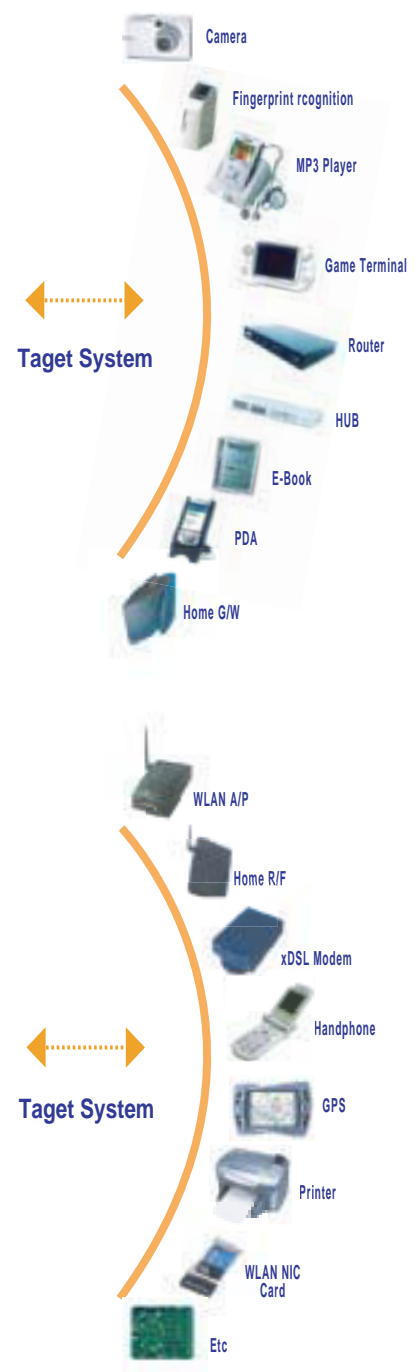 Camera
Fingerprint rcognition
MP3 Player
Game Terminal
Taget System
Router
HUB
E-Book
PDA
Home G/W
WLAN A/P
Home R/F
xDSL Modem
Handphone
Taget System
GPS
Printer
WLAN NIC
Card
Etc